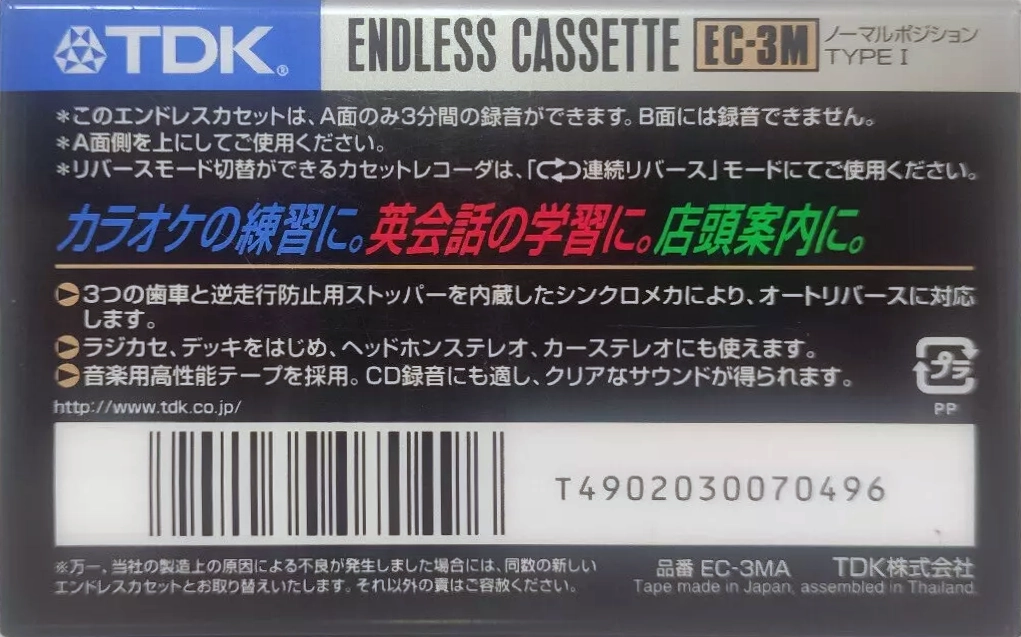 TDK®
ENDLESS CASSETTE EC-3M ノーマルポジション
TYPE I
*このエンドレスカセットは、A面のみ3分間の録音ができます。B面には録音できません。
*A面側を上にしてご使用ください。
*リバースモード切替ができるカセットレコーダは、「連続リバース」モードにてご使用ください。
カラオケの練習に。英会話の学習に。店頭案内に。
3つの歯車と逆走行防止用ストッパーを内蔵したシンクロメカにより、オートリバースに対応
します。
ラジカセ、デッキをはじめ、ヘッドホンステレオ、カーステレオにも使えます。
音楽用高性能テープを採用。CD録音にも適し、クリアなサウンドが得られます。
プラ
PP
http://www.tdk.co.jp/
T4902030070496
※万一、当社の製造上の原因による不良が発生しました場合には、同数の新しい
エンドレスカセットとお取り替えいたします。それ以外の責はご容赦ください。
品番 EC-3MA TDK株式会社
Tape made in Japan, assembled in Thailand.